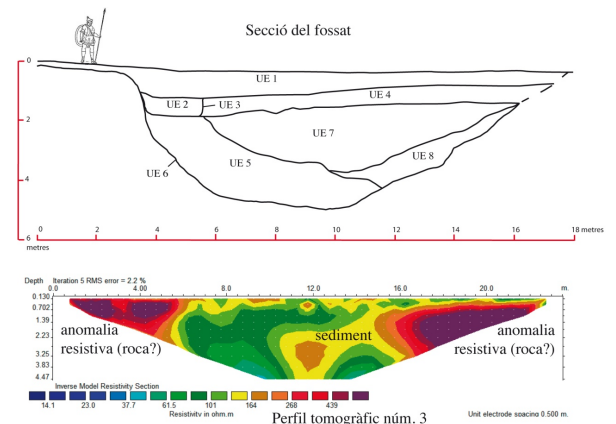 Secció del fossat
0
UE 1
UE 4
UE 2
UE 3
2
UE 7
UE 8
UE 5
UE 6
4
6
0 2 4 6 8 10 12 14 16 18 m
metres metres
Depth Iteration 5 RMS error = 2.2 %
0.0 4.00 8.0 12.0 16.0 20.0 m.
0.130
0.702
1.39
2.23
3.25
3.83
4.47
anomalia
resistiva (roca?)
sediment
anomalia
resistiva (roca?)
Inverse Model Resistivity Section
14.1 23.0 37.7 61.5 101 164 268 439
Resistivity in ohm.m
Perfil tomogràfic núm. 3
Unit electrode spacing 0.500 m.